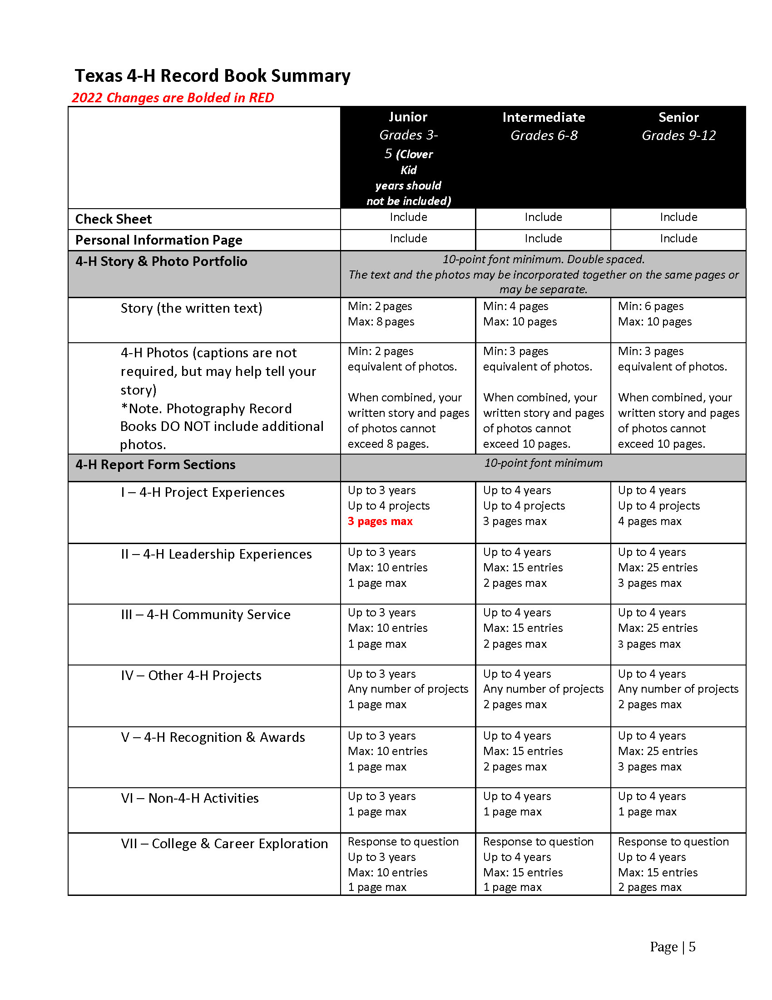 Texas 4-H Record Book Summary
2022 Changes are Bolded in RED
Junior
Grades 3-
5 (Clover
Kid
years should
not be included)
Intermediate
Grades 6-8
Senior
Grades 9-12
Check Sheet
Include
Include
Include
Personal Information Page
Include
Include
Include
4-H Story & Photo Portfolio
10-point font minimum. Double spaced.
The text and the photos may be incorporated together on the same pages or
may be separate.
Story (the written text)
Min: 2 pages
Max: 8 pages
Min: 4 pages
Max: 10 pages
Min: 6 pages
Max: 10 pages
4-H Photos (captions are not
required, but may help tell your
story)
*Note. Photography Record
Books DO NOT include additional
photos.
Min: 2 pages
equivalent of photos.
When combined, your
written story and pages
of photos cannot
exceed 8 pages.
Min: 3 pages
equivalent of photos.
When combined, your
written story and pages
of photos cannot
exceed 10 pages.
Min: 3 pages
equivalent of photos.
When combined, your
written story and pages
of photos cannot
exceed 10 pages.
4-H Report Form Sections
10-point font minimum
I – 4-H Project Experiences
Up to 3 years
Up to 4 projects
3 pages max
Up to 4 years
Up to 4 projects
3 pages max
Up to 4 years
Up to 4 projects
4 pages max
II – 4-H Leadership Experiences
Up to 3 years
Max: 10 entries
1 page max
Up to 4 years
Max: 15 entries
2 pages max
Up to 4 years
Max: 25 entries
3 pages max
III – 4-H Community Service
Up to 3 years
Max: 10 entries
1 page max
Up to 4 years
Max: 15 entries
2 pages max
Up to 4 years
Max: 25 entries
3 pages max
IV – Other 4-H Projects
Up to 3 years
Any number of projects
1 page max
Up to 4 years
Any number of projects
2 pages max
Up to 4 years
Any number of projects
2 pages max
V – 4-H Recognition & Awards
Up to 3 years
Max: 10 entries
1 page max
Up to 4 years
Max: 15 entries
2 pages max
Up to 4 years
Max: 25 entries
3 pages max
VI – Non-4-H Activities
Up to 3 years
1 page max
Up to 4 years
1 page max
Up to 4 years
1 page max
VII – College & Career Exploration
Response to question
Up to 3 years
Max: 10 entries
1 page max
Response to question
Up to 4 years
Max: 15 entries
1 page max
Response to question
Up to 4 years
Max: 15 entries
2 pages max
Page | 5